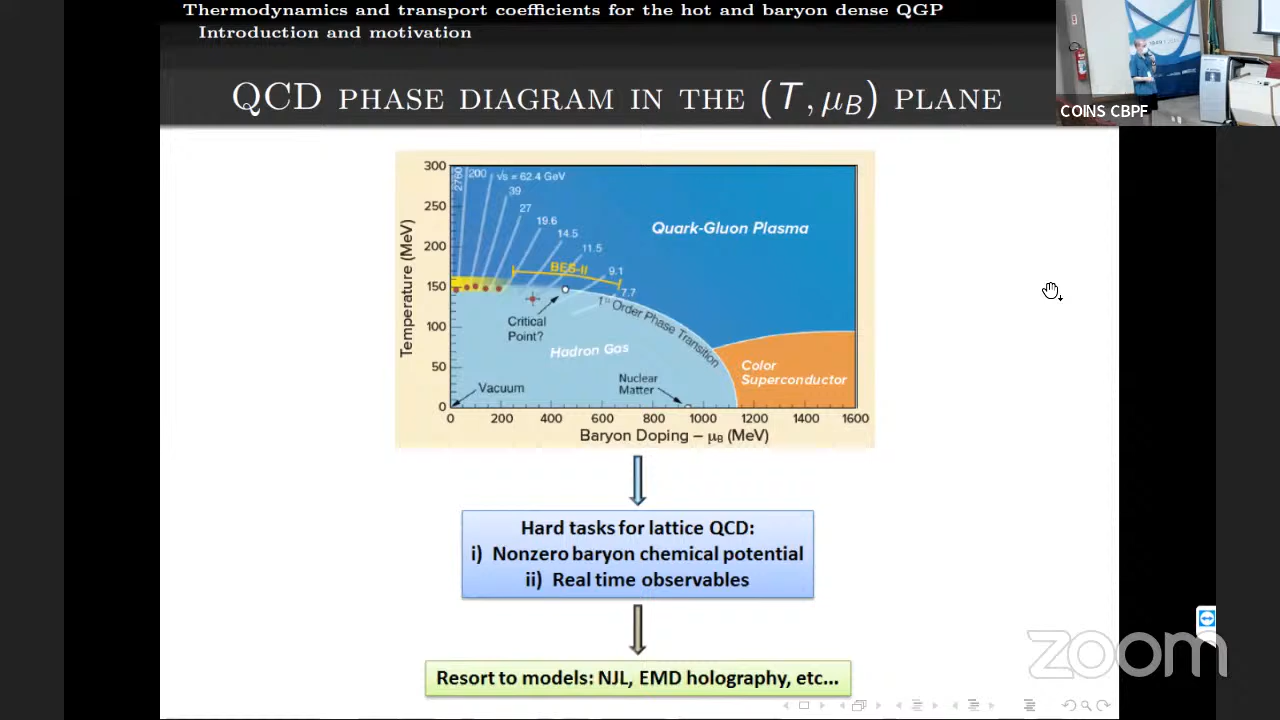 Thermodynamics and transport coefficients for the hot and baryon dense QGP
Introduction and motivation
QCD PHASE DIAGRAM IN THE (T, μB) PLANE
COINS CBPF
Temperature (MeV)
300
250
200
150
100
50
0
2760
200
√s = 62.4 GeV
39
27
19.6
14.5
11.5
9.1
7.7
BES-II
Quark-Gluon Plasma
1st Order Phase Transition
Critical
Point?
Hadron Gas
Color
Superconductor
Nuclear
Matter
Vacuum
0 200 400 600 800 1000 1200 1400 1600
Baryon Doping – μB (MeV)
Hard tasks for lattice QCD:
i) Nonzero baryon chemical potential
ii) Real time observables
Resort to models: NJL, EMD holography, etc...
zoom